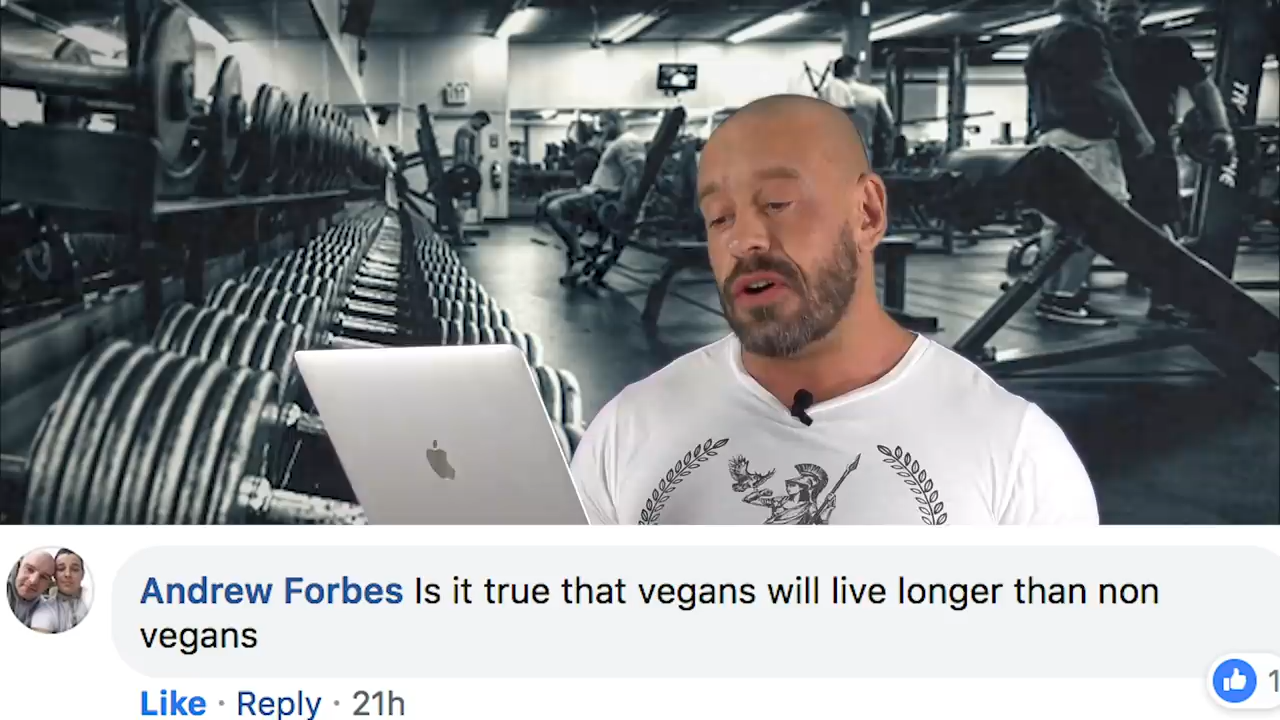 Andrew Forbes Is it true that vegans will live longer than non
vegans
Like · Reply · 21h
1